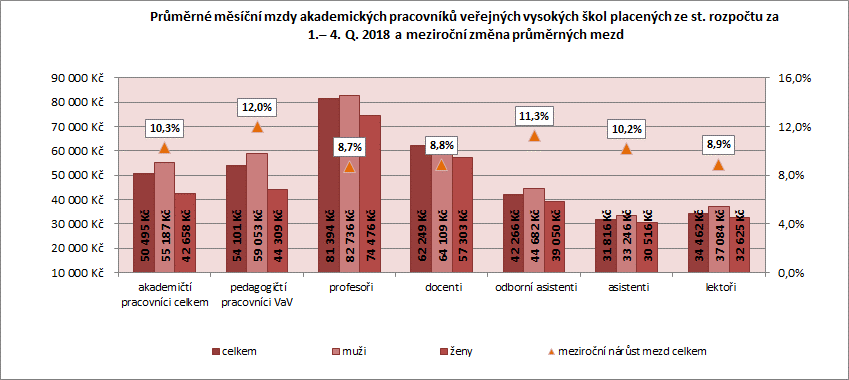 Průměrné měsíční mzdy akademických pracovníků veřejných vysokých škol placených ze st. rozpočtu za
1.– 4. Q. 2018 a meziroční změna průměrných mezd
90 000 Kč
80 000 Kč
70 000 Kč
60 000 Kč
50 000 Kč
40 000 Kč
30 000 Kč
20 000 Kč
10 000 Kč
16,0%
12,0%
8,0%
4,0%
0,0%
10,3%
12,0%
8,7%
8,8%
11,3%
10,2%
8,9%
50 495 Kč
55 187 Kč
42 658 Kč
54 101 Kč
59 053 Kč
44 309 Kč
81 394 Kč
82 736 Kč
74 476 Kč
62 249 Kč
64 109 Kč
57 303 Kč
42 266 Kč
44 682 Kč
39 050 Kč
31 816 Kč
33 246 Kč
30 516 Kč
34 462 Kč
37 084 Kč
32 625 Kč
akademičtí
pracovníci celkem
pedagogičtí
pracovníci VaV
profesoři
docenti
odborní asistenti
asistenti
lektoři
celkem
muži
ženy
meziroční nárůst mezd celkem